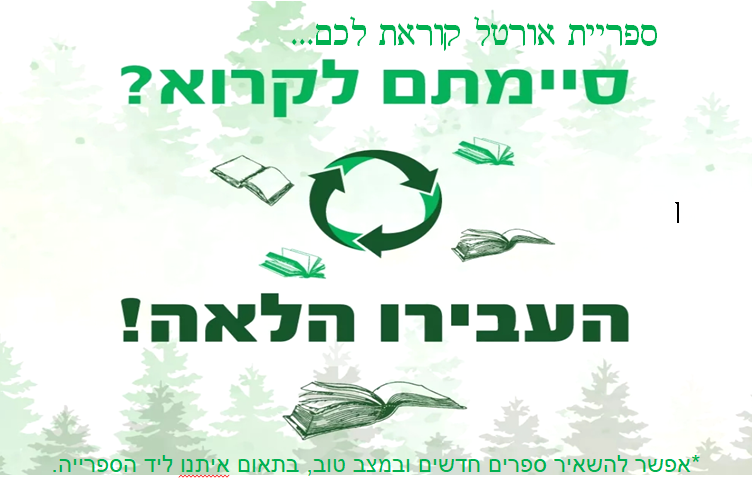 ספריית אורטל קוראת לכם...
סיימתם לקרוא?
העבירו הלאה!
*אפשר להשאיר ספרים חדשים ובמצב טוב, בתאום איתנו ליד הספרייה.